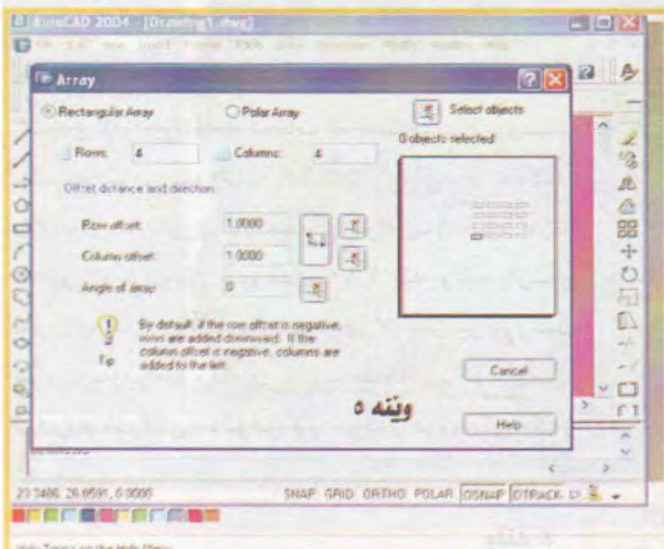 AutoCAD 2004 - [Drawing1.dwg]
Array
Rectangular Array
Polar Array
Select objects
0 objects selected
Rows: 4
Columns: 4
Offset distance and direction
Row offset: 1.0000
Column offset: 1.0000
Angle of array: 0
Tip
By default, if the row offset is negative,
rows are added downward. If the
column offset is negative, columns are
added to the left.
Cancel
Help
وێنە ٥
SNAP GRID ORTHO POLAR OSNAP OTRACK